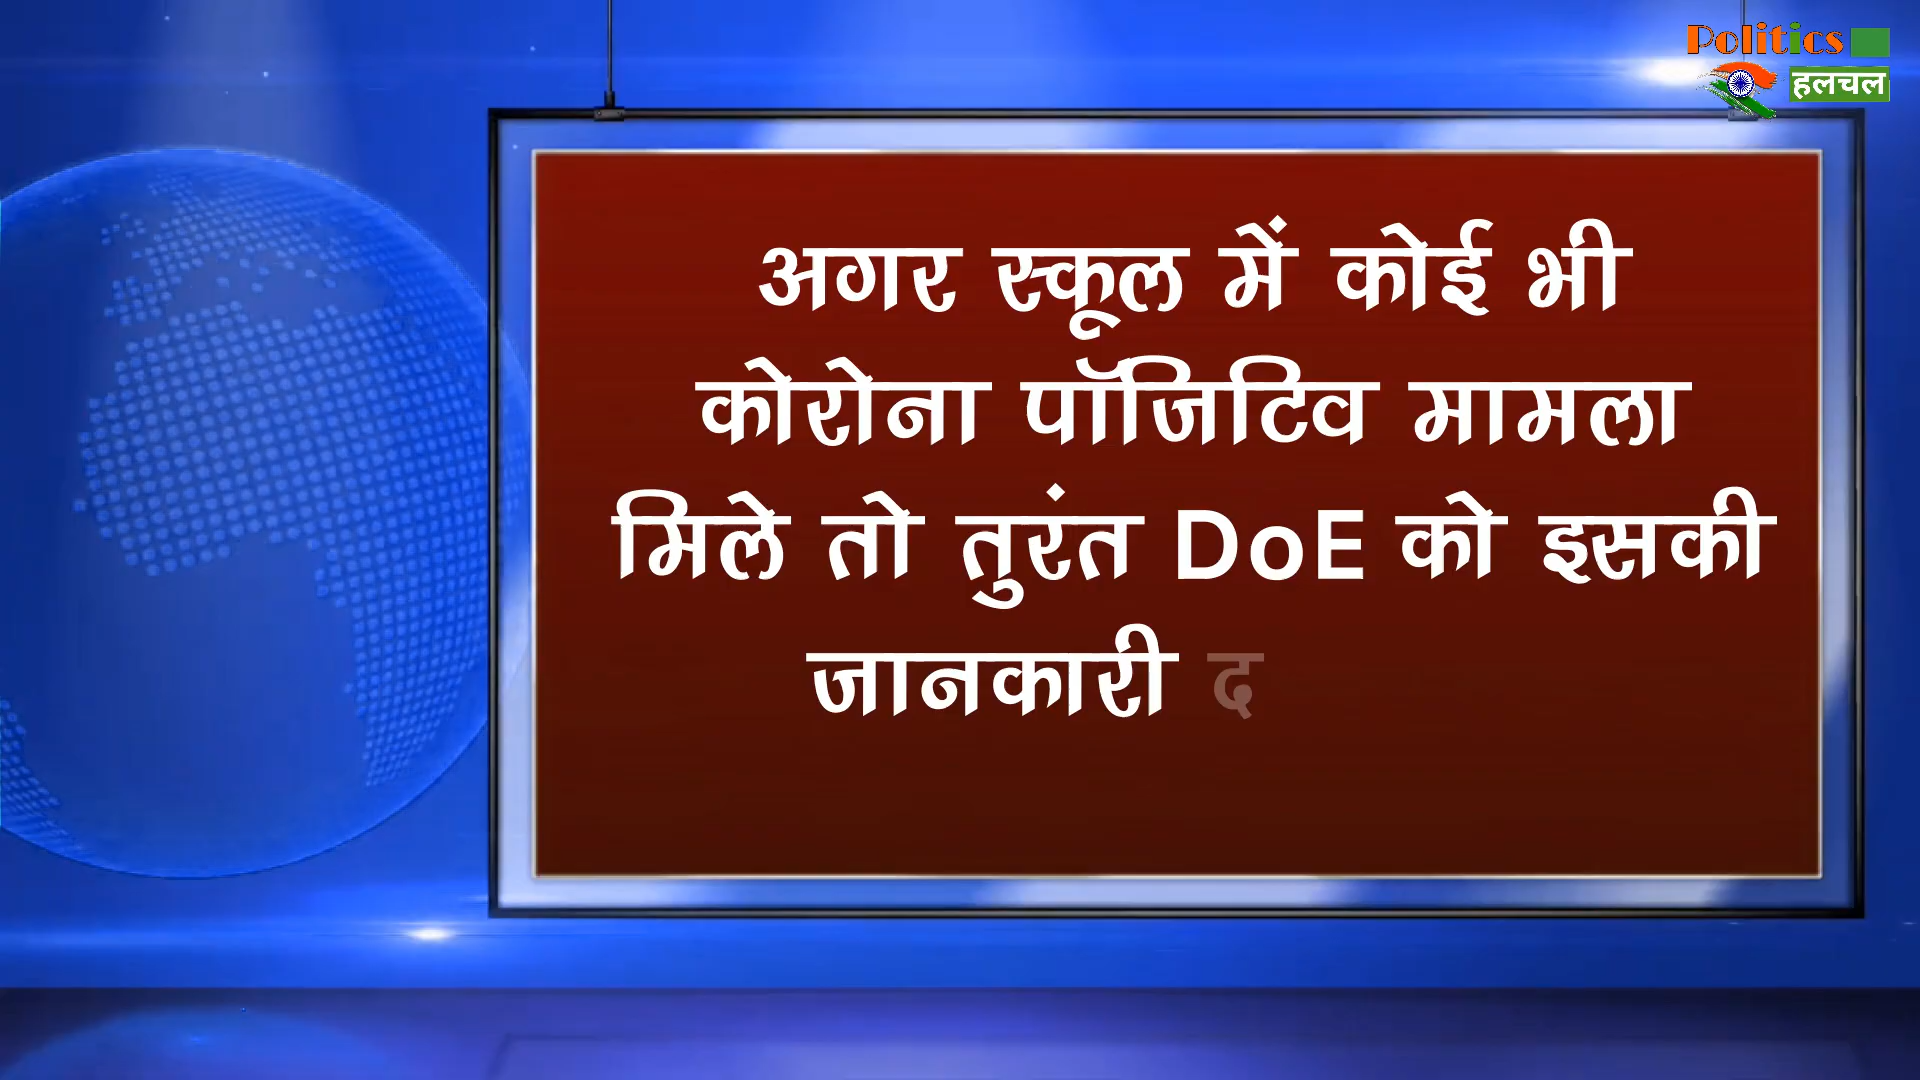 Politics
हलचल
अगर स्कूल में कोई भी
कोरोना पॉजिटिव मामला
मिले तो तुरंत DoE को इसकी
जानकारी द